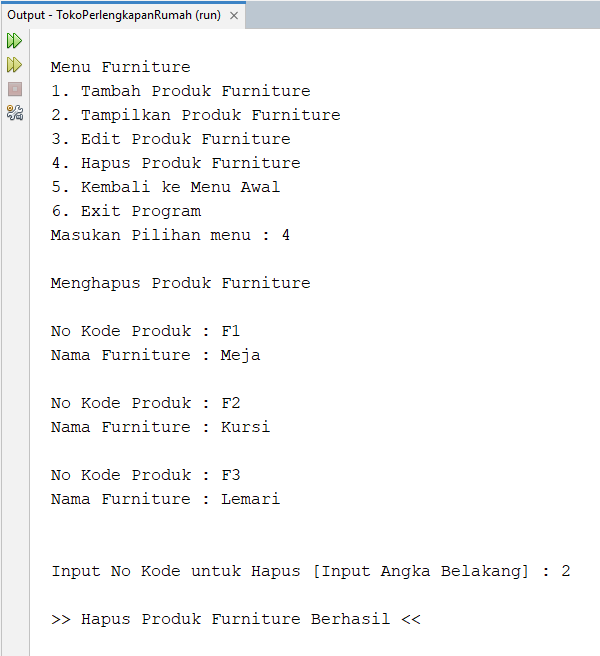 Output - TokoPerlengkapanRumah (run)
Menu Furniture
1. Tambah Produk Furniture
2. Tampilkan Produk Furniture
3. Edit Produk Furniture
4. Hapus Produk Furniture
5. Kembali ke Menu Awal
6. Exit Program
Masukan Pilihan menu : 4
Menghapus Produk Furniture
No Kode Produk : F1
Nama Furniture : Meja
No Kode Produk : F2
Nama Furniture : Kursi
No Kode Produk : F3
Nama Furniture : Lemari
Input No Kode untuk Hapus [Input Angka Belakang] : 2
>> Hapus Produk Furniture Berhasil <<